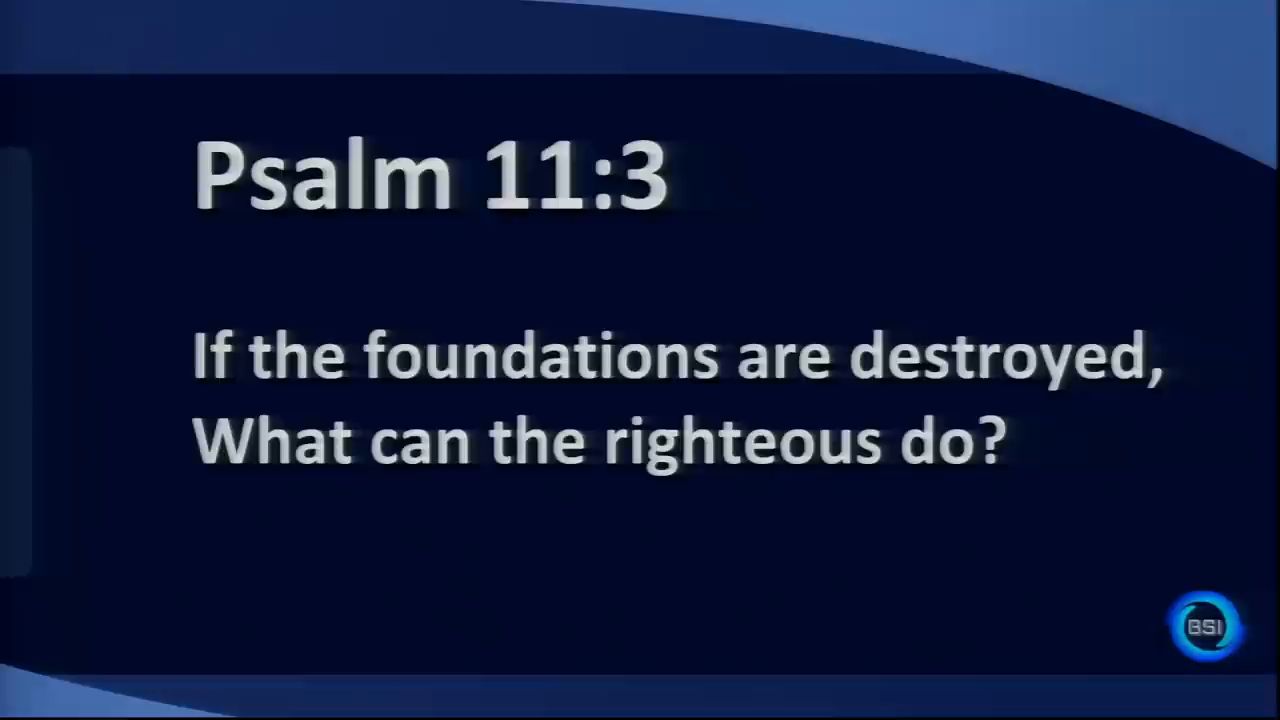 Psalm 11:3
If the foundations are destroyed,
What can the righteous do?
BSI